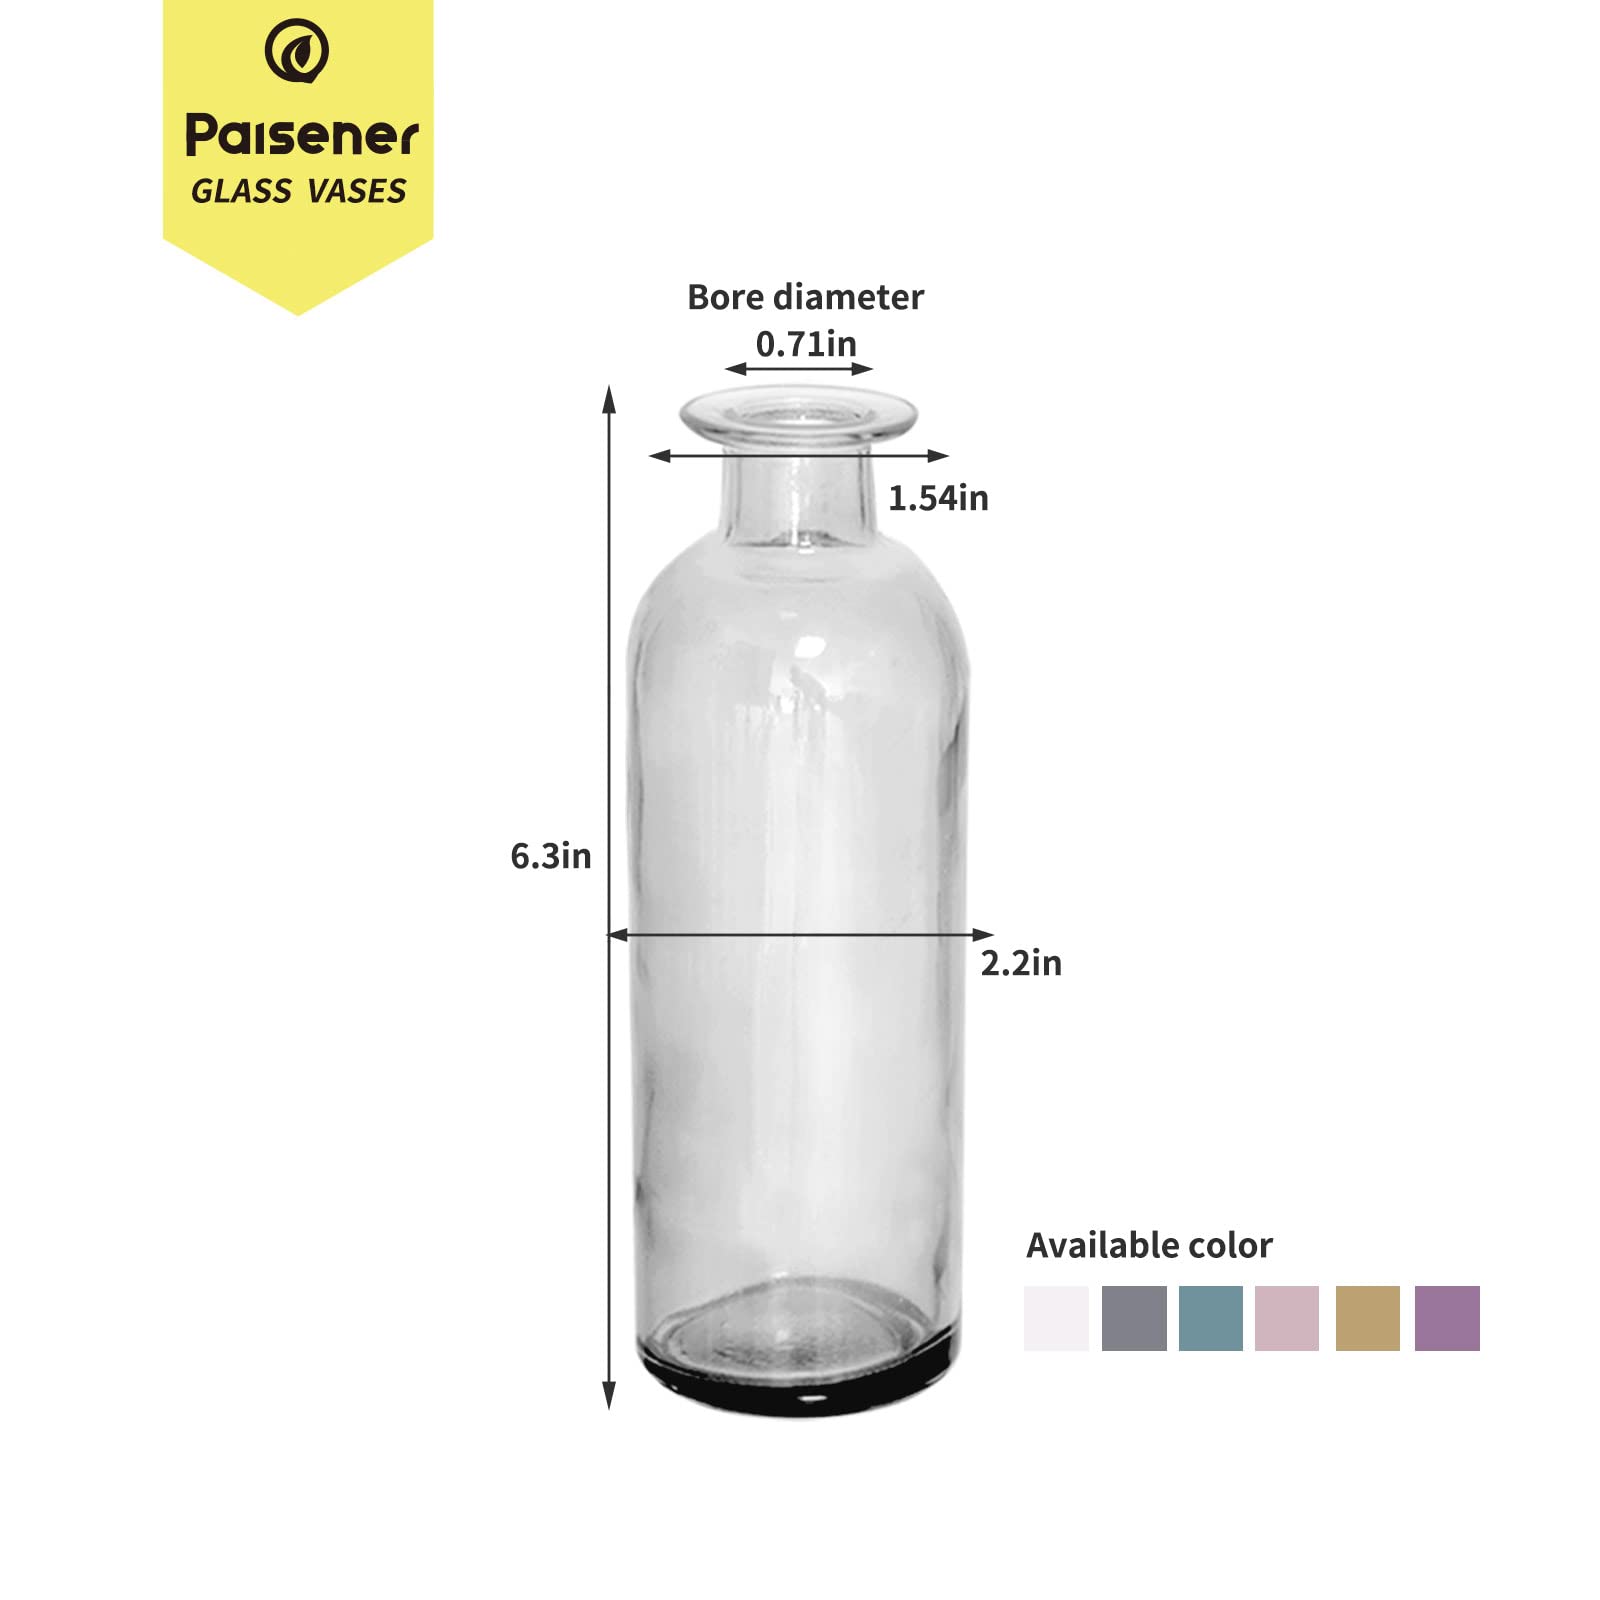 Paisener
GLASS VASES
Bore diameter
0.71in
1.54in
6.3in
2.2in
Available color